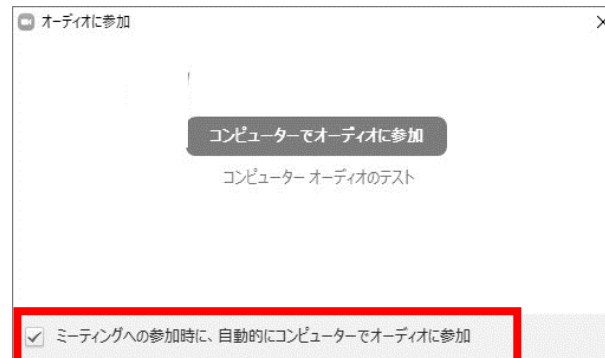 オーディオに参加
コンピューターでオーディオに参加
コンピューター オーディオのテスト
ミーティングへの参加時に、自動的にコンピューターでオーディオに参加